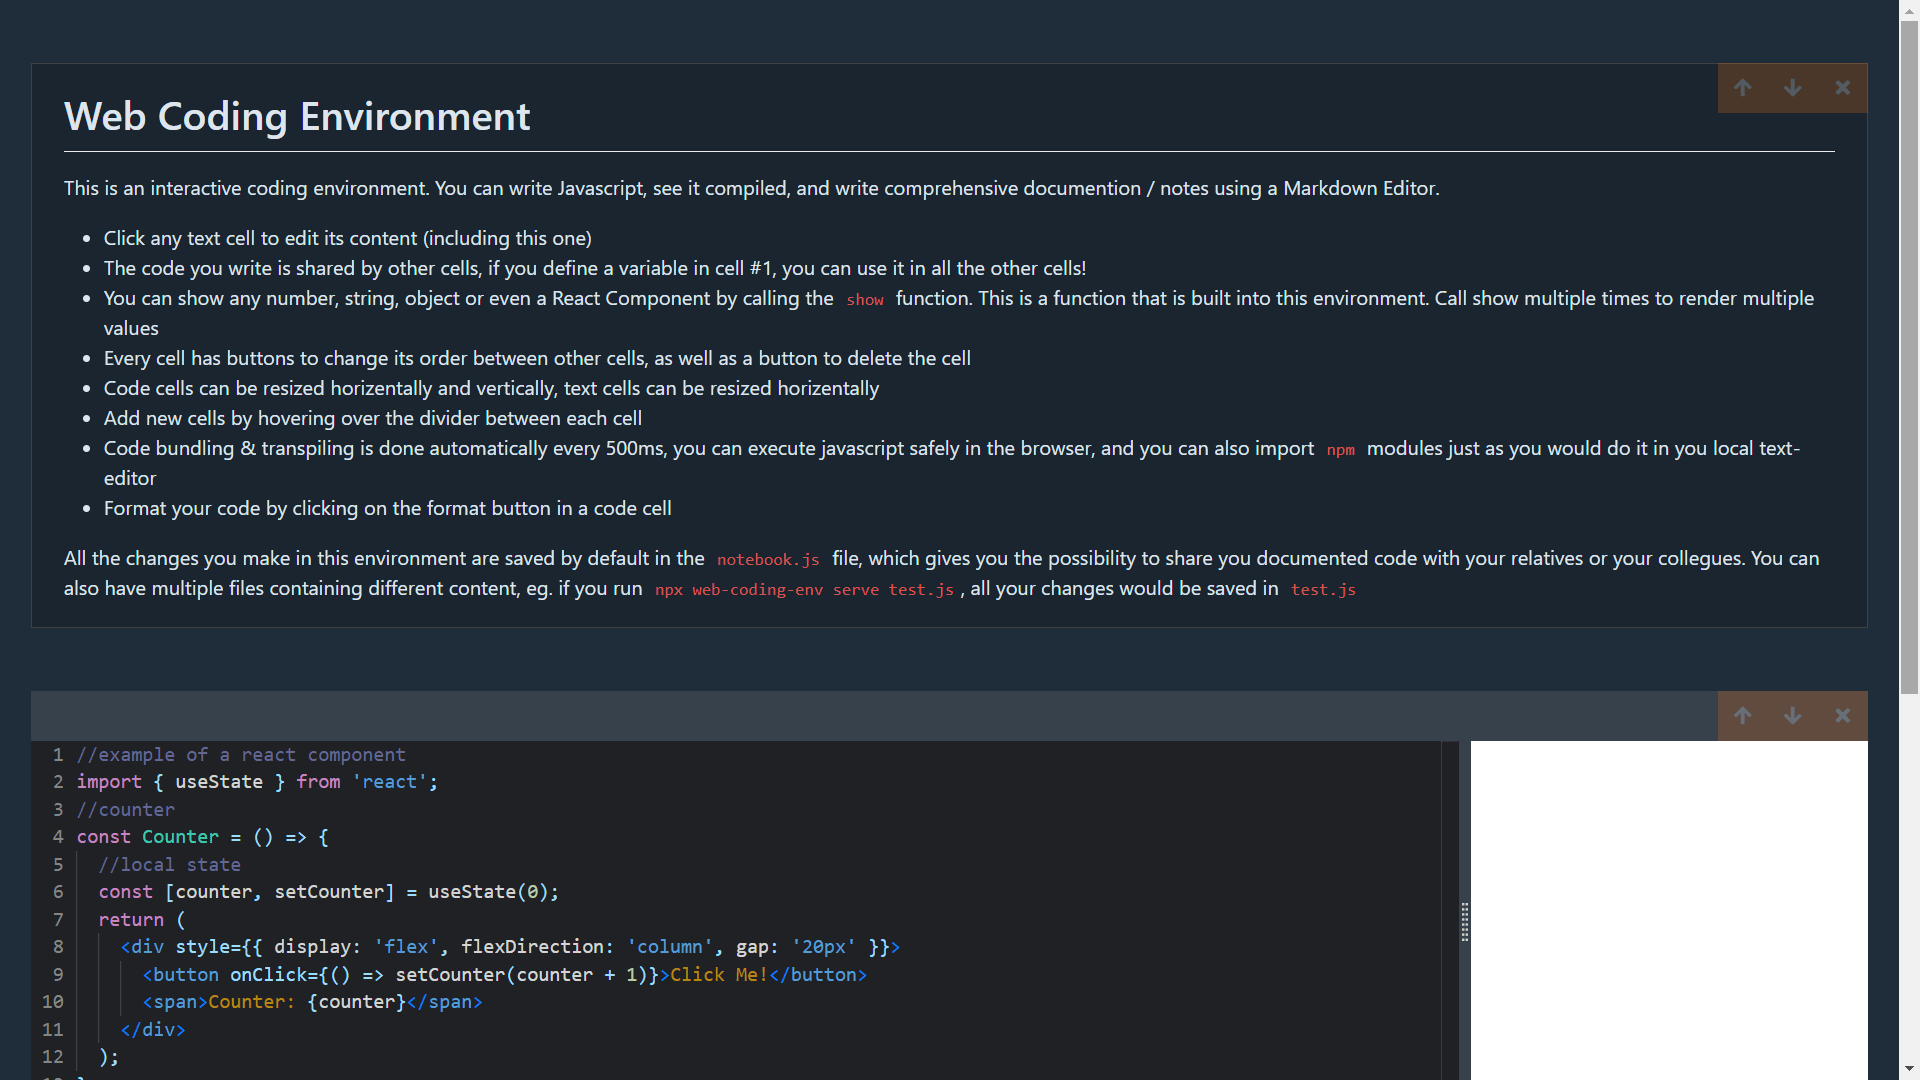 Web Coding Environment
This is an interactive coding environment. You can write Javascript, see it compiled, and write comprehensive documention / notes using a Markdown Editor.
Click any text cell to edit its content (including this one)
The code you write is shared by other cells, if you define a variable in cell #1, you can use it in all the other cells!
You can show any number, string, object or even a React Component by calling the show function. This is a function that is built into this environment. Call show multiple times to render multiple
values
Every cell has buttons to change its order between other cells, as well as a button to delete the cell
Code cells can be resized horizentally and vertically, text cells can be resized horizentally
Add new cells by hovering over the divider between each cell
Code bundling & transpiling is done automatically every 500ms, you can execute javascript safely in the browser, and you can also import npm modules just as you would do it in you local text-
editor
Format your code by clicking on the format button in a code cell
All the changes you make in this environment are saved by default in the notebook.js file, which gives you the possibility to share you documented code with your relatives or your collegues. You can
also have multiple files containing different content, eg. if you run npx web-coding-env serve test.js , all your changes would be saved in test.js
1 //example of a react component
2 import { useState } from 'react';
3 //counter
4 const Counter = () => {
5 //local state
6 const [counter, setCounter] = useState(0);
7 return (
8 <div style={{ display: 'flex', flexDirection: 'column', gap: '20px' }}>
9 <button onClick={() => setCounter(counter + 1)}>Click Me!</button>
10 <span>Counter: {counter}</span>
11 </div>
12 );